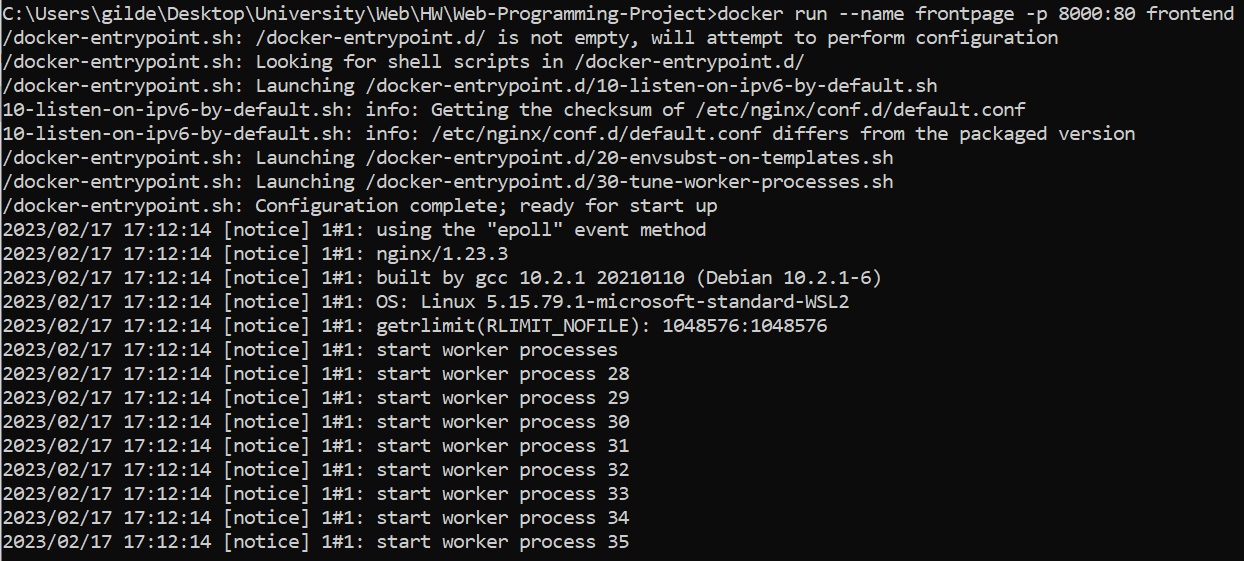 C:\Users\gilde\Desktop\University\Web\HW\Web-Programming-Project>docker run --name frontpage -p 8000:80 frontend
/docker-entrypoint.sh: /docker-entrypoint.d/ is not empty, will attempt to perform configuration
/docker-entrypoint.sh: Looking for shell scripts in /docker-entrypoint.d/
/docker-entrypoint.sh: Launching /docker-entrypoint.d/10-listen-on-ipv6-by-default.sh
10-listen-on-ipv6-by-default.sh: info: Getting the checksum of /etc/nginx/conf.d/default.conf
10-listen-on-ipv6-by-default.sh: info: /etc/nginx/conf.d/default.conf differs from the packaged version
/docker-entrypoint.sh: Launching /docker-entrypoint.d/20-envsubst-on-templates.sh
/docker-entrypoint.sh: Launching /docker-entrypoint.d/30-tune-worker-processes.sh
/docker-entrypoint.sh: Configuration complete; ready for start up
2023/02/17 17:12:14 [notice] 1#1: using the "epoll" event method
2023/02/17 17:12:14 [notice] 1#1: nginx/1.23.3
2023/02/17 17:12:14 [notice] 1#1: built by gcc 10.2.1 20210110 (Debian 10.2.1-6)
2023/02/17 17:12:14 [notice] 1#1: OS: Linux 5.15.79.1-microsoft-standard-WSL2
2023/02/17 17:12:14 [notice] 1#1: getrlimit(RLIMIT_NOFILE): 1048576:1048576
2023/02/17 17:12:14 [notice] 1#1: start worker processes
2023/02/17 17:12:14 [notice] 1#1: start worker process 28
2023/02/17 17:12:14 [notice] 1#1: start worker process 29
2023/02/17 17:12:14 [notice] 1#1: start worker process 30
2023/02/17 17:12:14 [notice] 1#1: start worker process 31
2023/02/17 17:12:14 [notice] 1#1: start worker process 32
2023/02/17 17:12:14 [notice] 1#1: start worker process 33
2023/02/17 17:12:14 [notice] 1#1: start worker process 34
2023/02/17 17:12:14 [notice] 1#1: start worker process 35